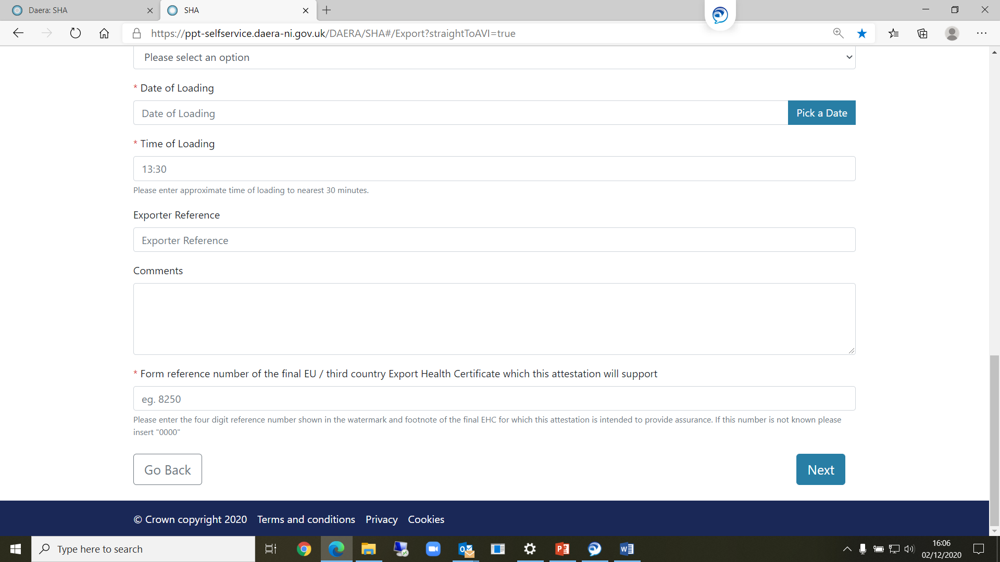 Daera: SHA
SHA
https://ppt-selfservice.daera-ni.gov.uk/DAERA/SHA#/Export?straightToAVI=true
Please select an option
* Date of Loading
Date of Loading
Pick a Date
* Time of Loading
13:30
Please enter approximate time of loading to nearest 30 minutes.
Exporter Reference
Exporter Reference
Comments
* Form reference number of the final EU / third country Export Health Certificate which this attestation will support
eg. 8250
Please enter the four digit reference number shown in the watermark and footnote of the final EHC for which this attestation is intended to provide assurance. If this number is not known please
insert "0000"
Go Back
Next
© Crown copyright 2020 Terms and conditions Privacy Cookies
Type here to search
16:06
02/12/2020